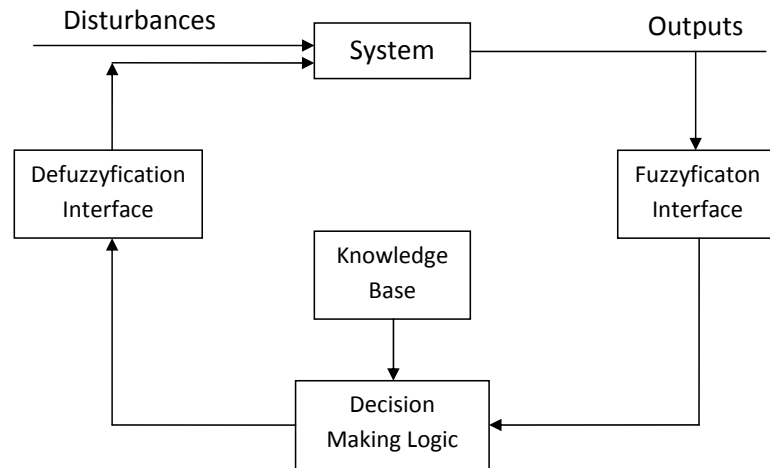 Disturbances
System
Outputs
Defuzzyfication
Interface
Fuzzyficaton
Interface
Knowledge
Base
Decision
Making Logic